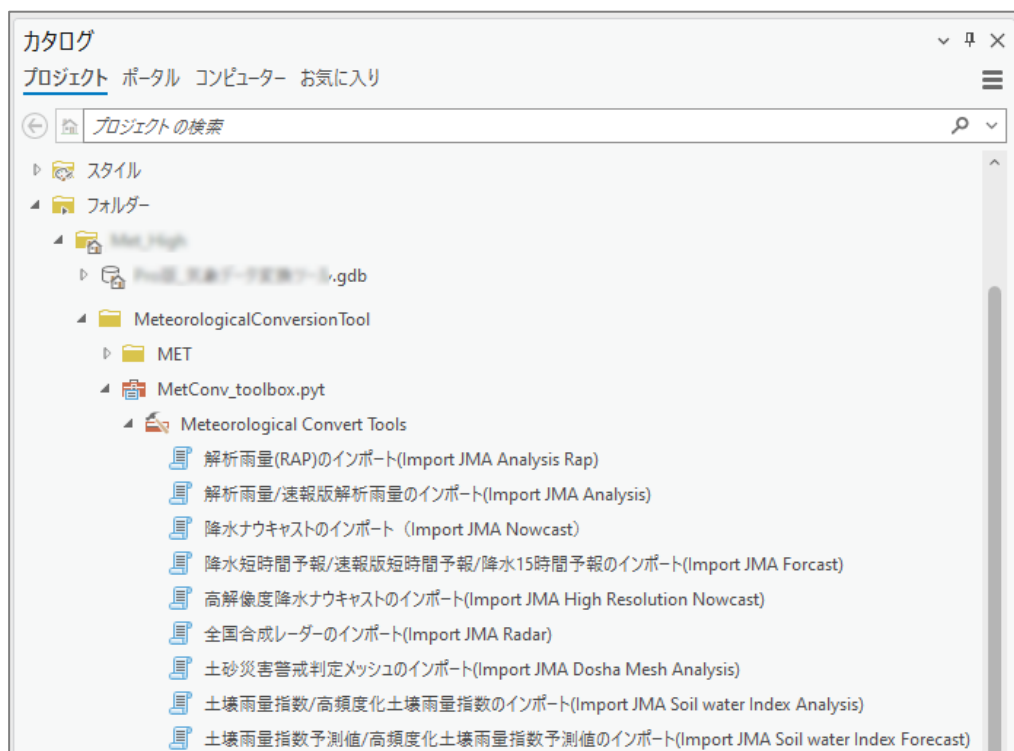 カタログ
プロジェクト ポータル コンピューター お気に入り
プロジェクトの検索
スタイル
フォルダー
.gdb
MeteorologicalConversionTool
MET
MetConv_toolbox.pyt
Meteorological Convert Tools
解析雨量(RAP)のインポート(Import JMA Analysis Rap)
解析雨量/速報版解析雨量のインポート(Import JMA Analysis)
降水ナウキャストのインポート（Import JMA Nowcast）
降水短時間予報/速報版短時間予報/降水15時間予報のインポート(Import JMA Forcast)
高解像度降水ナウキャストのインポート(Import JMA High Resolution Nowcast)
全国合成レーダーのインポート(Import JMA Radar)
土砂災害警戒判定メッシュのインポート(Import JMA Dosha Mesh Analysis)
土壌雨量指数/高頻度化土壌雨量指数のインポート(Import JMA Soil water Index Analysis)
土壌雨量指数予測値/高頻度化土壌雨量指数予測値のインポート(Import JMA Soil water Index Forecast)